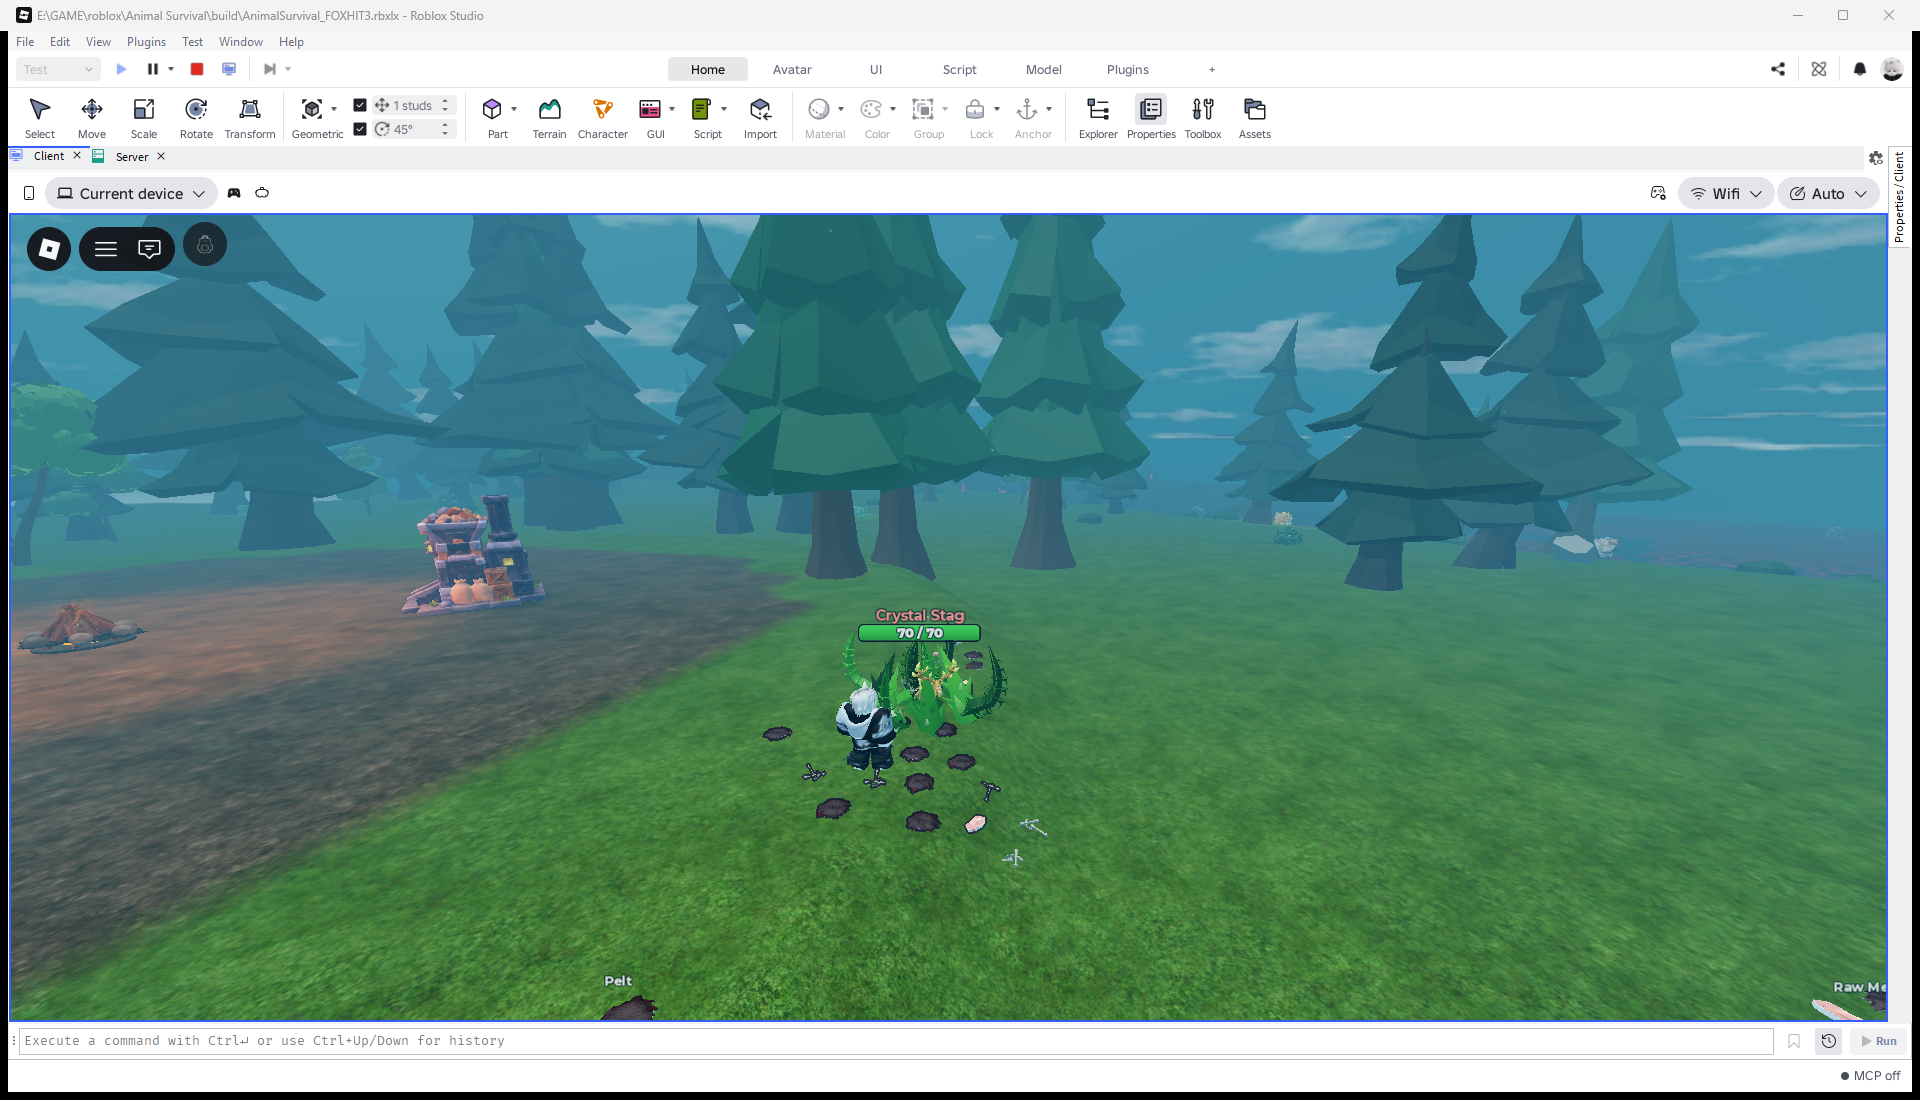 E:\GAME\roblox\Animal Survival\build\AnimalSurvival_FOXHIT3.rbxlx - Roblox Studio
File Edit View Plugins Test Window Help
Test
Home Avatar UI Script Model Plugins +
Select Move Scale Rotate Transform Geometric 1 studs 45° Part Terrain Character GUI Script Import Material Color Group Lock Anchor Explorer Properties Toolbox Assets
Client Server
Properties / Client
Current device
Wifi Auto
Crystal Stag
70 / 70
Pelt
Raw Me
Execute a command with Ctrl↵ or use Ctrl+Up/Down for history
Run
MCP off